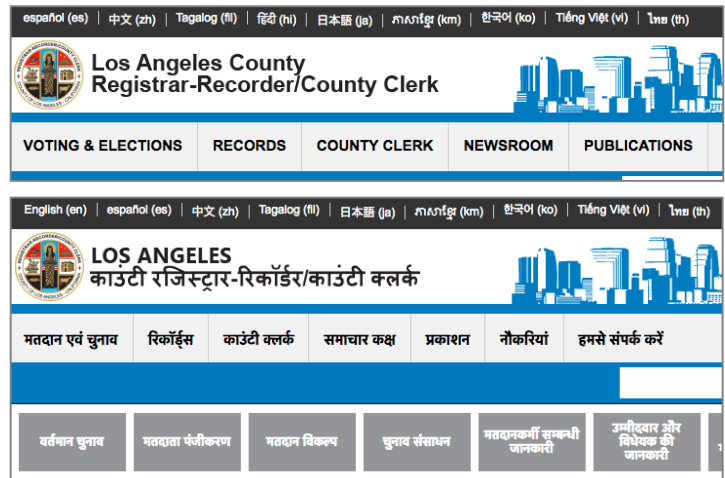 español (es) | 中文 (zh) | Tagalog (fil) | हिंदी (hi) | 日本語 (ja) | ភាសាខ្មែរ (km) | 한국어 (ko) | Tiếng Việt (vi) | ไทย (th)
Los Angeles County
Registrar-Recorder/County Clerk
VOTING & ELECTIONS RECORDS COUNTY CLERK NEWSROOM PUBLICATIONS
English (en) | español (es) | 中文 (zh) | Tagalog (fil) | 日本語 (ja) | ភាសាខ្មែរ (km) | 한국어 (ko) | Tiếng Việt (vi) | ไทย (th)
LOS ANGELES
काउंटी रजिस्ट्रार-रिकॉर्डर/काउंटी क्लर्क
मतदान एवं चुनाव रिकॉर्ड्स काउंटी क्लर्क समाचार कक्ष प्रकाशन नौकरियां हमसे संपर्क करें
वर्तमान चुनाव मतदाता पंजीकरण मतदान विकल्प चुनाव संसाधन मतदानकर्मी सम्बन्धी जानकारी उम्मीदवार और विधेयक की जानकारी